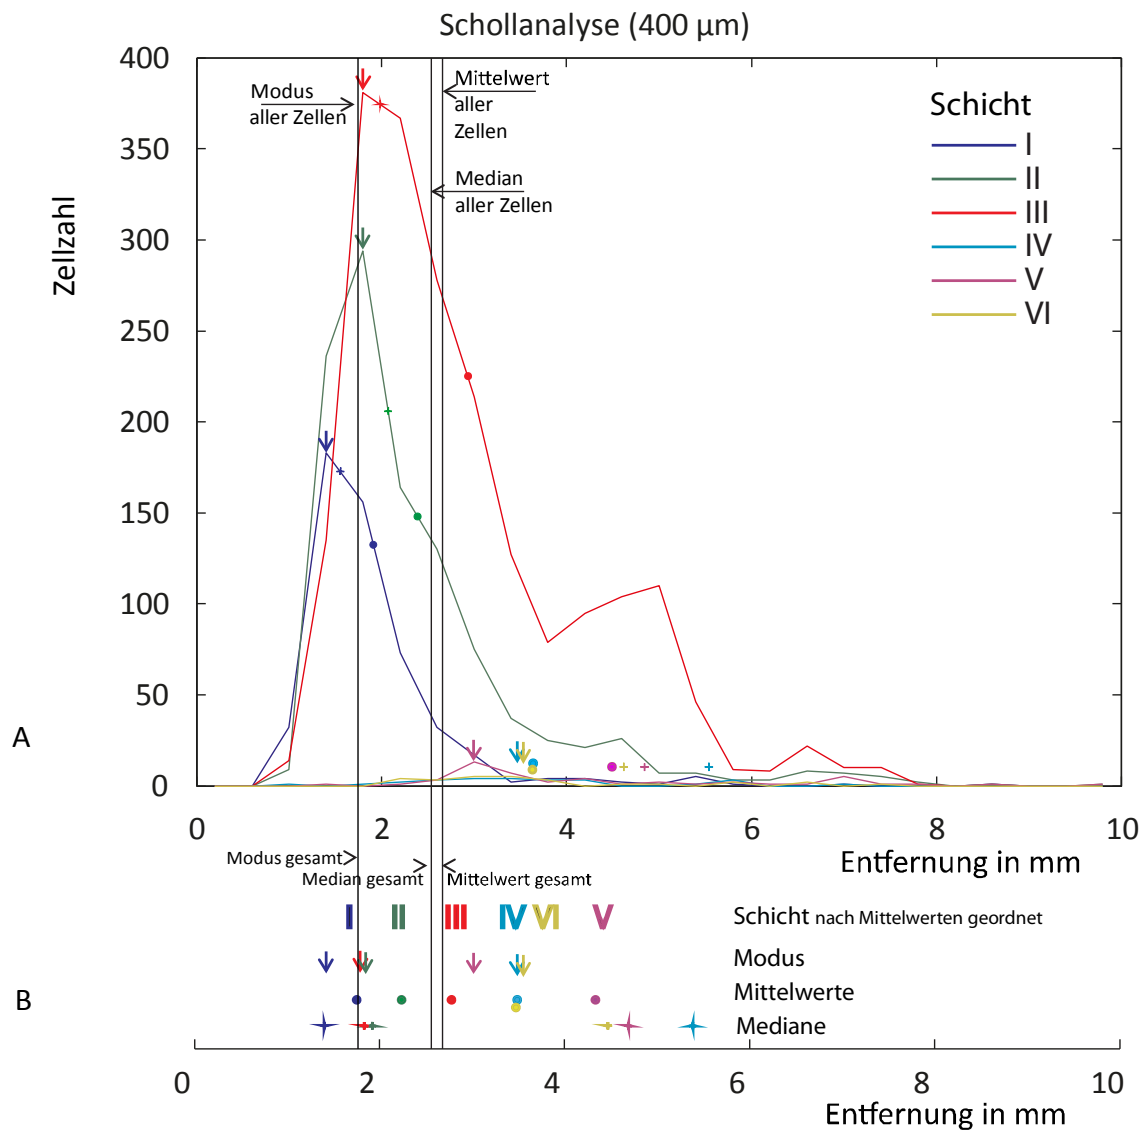 Schollanalyse (400 µm)
400
350
300
250
200
150
100
50
0
Zellzahl
Modus
aller Zellen
Mittelwert
aller
Zellen
Median
aller Zellen
Schicht
I
II
III
IV
V
VI
A
0 2 4 6 8 10
Entfernung in mm
Modus gesamt
Median gesamt
Mittelwert gesamt
I II III IV VI V
Schicht nach Mittelwerten geordnet
Modus
B
Mittelwerte
Mediane
0 2 4 6 8 10
Entfernung in mm